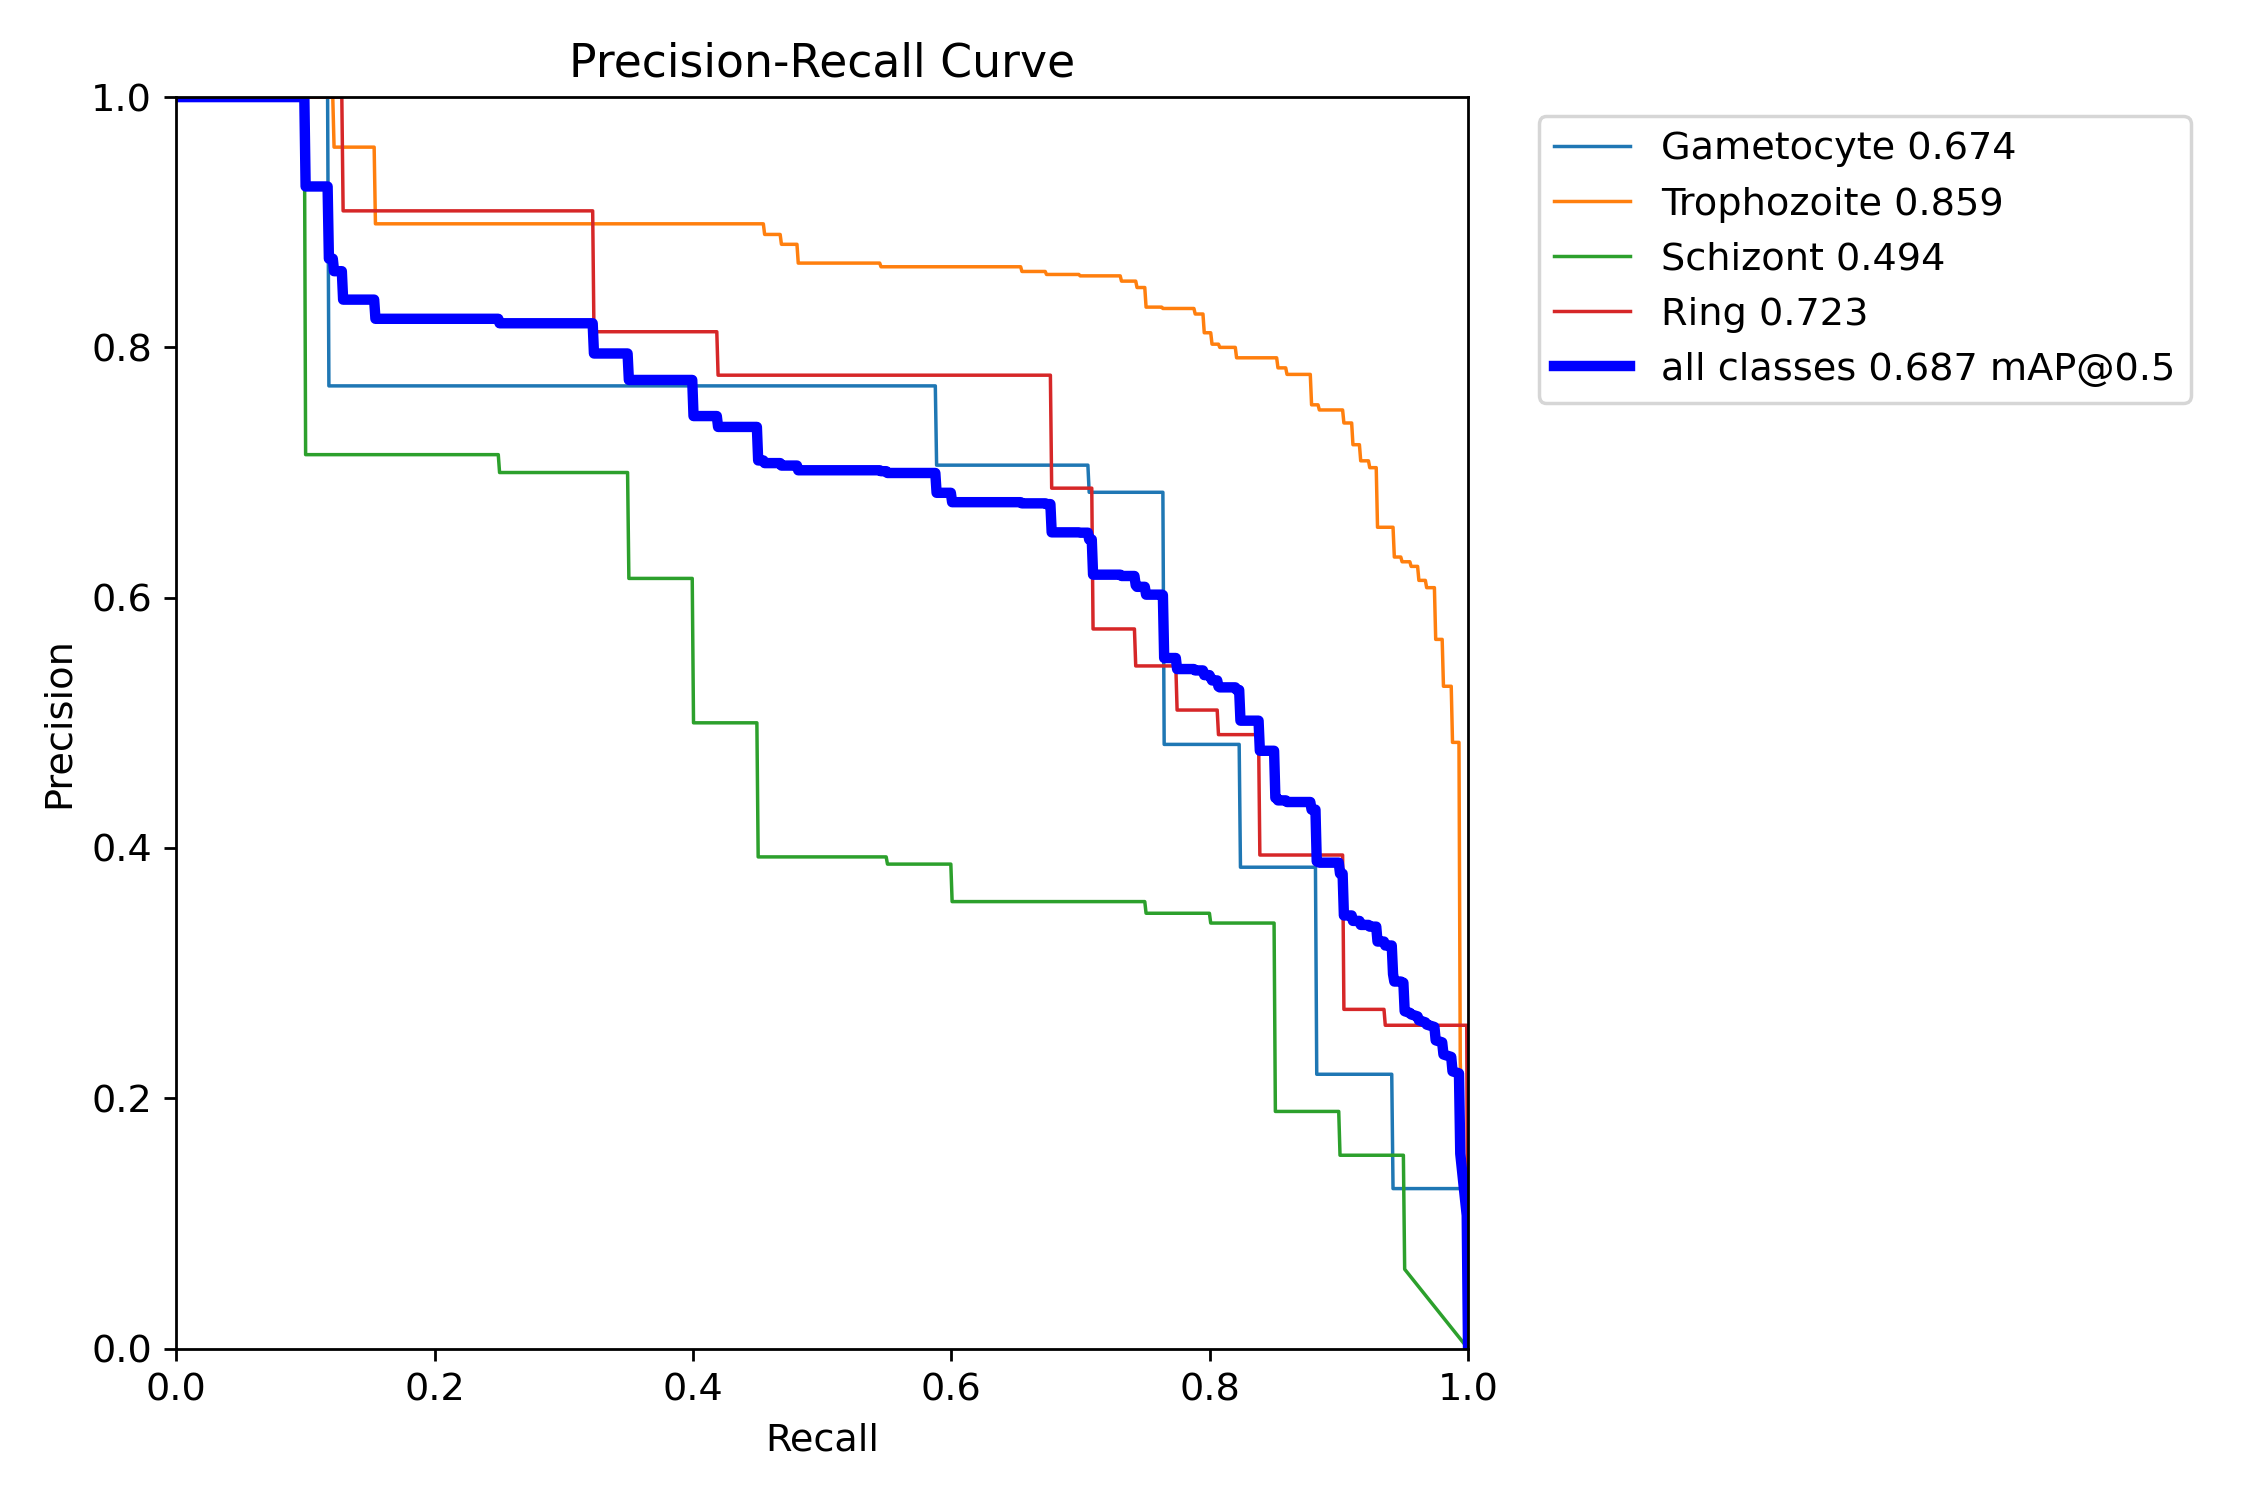 Precision-Recall Curve
1.0
0.8
0.6
0.4
0.2
0.0
Precision
0.0 0.2 0.4 0.6 0.8 1.0
Recall
Gametocyte 0.674
Trophozoite 0.859
Schizont 0.494
Ring 0.723
all classes 0.687 mAP@0.5